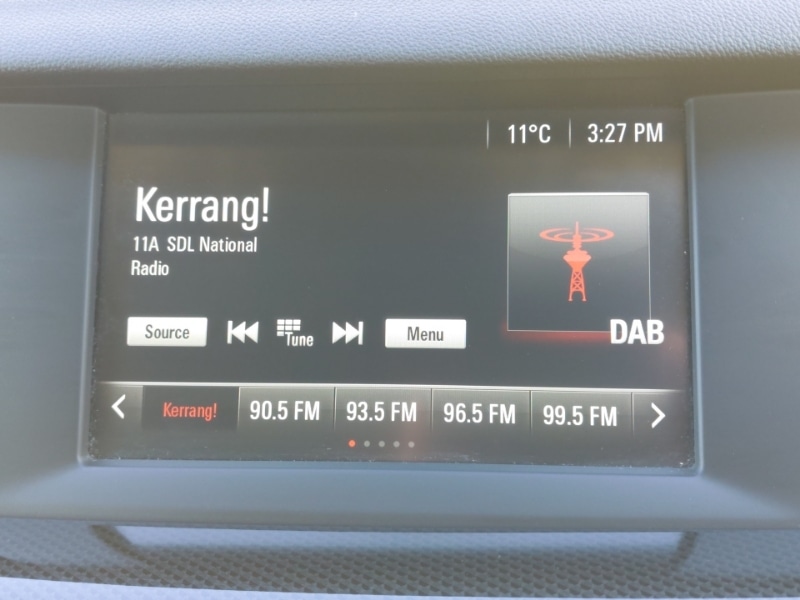 11°C 3:27 PM
Kerrang!
11A SDL National
Radio
Source Tune Menu
DAB
Kerrang! 90.5 FM 93.5 FM 96.5 FM 99.5 FM